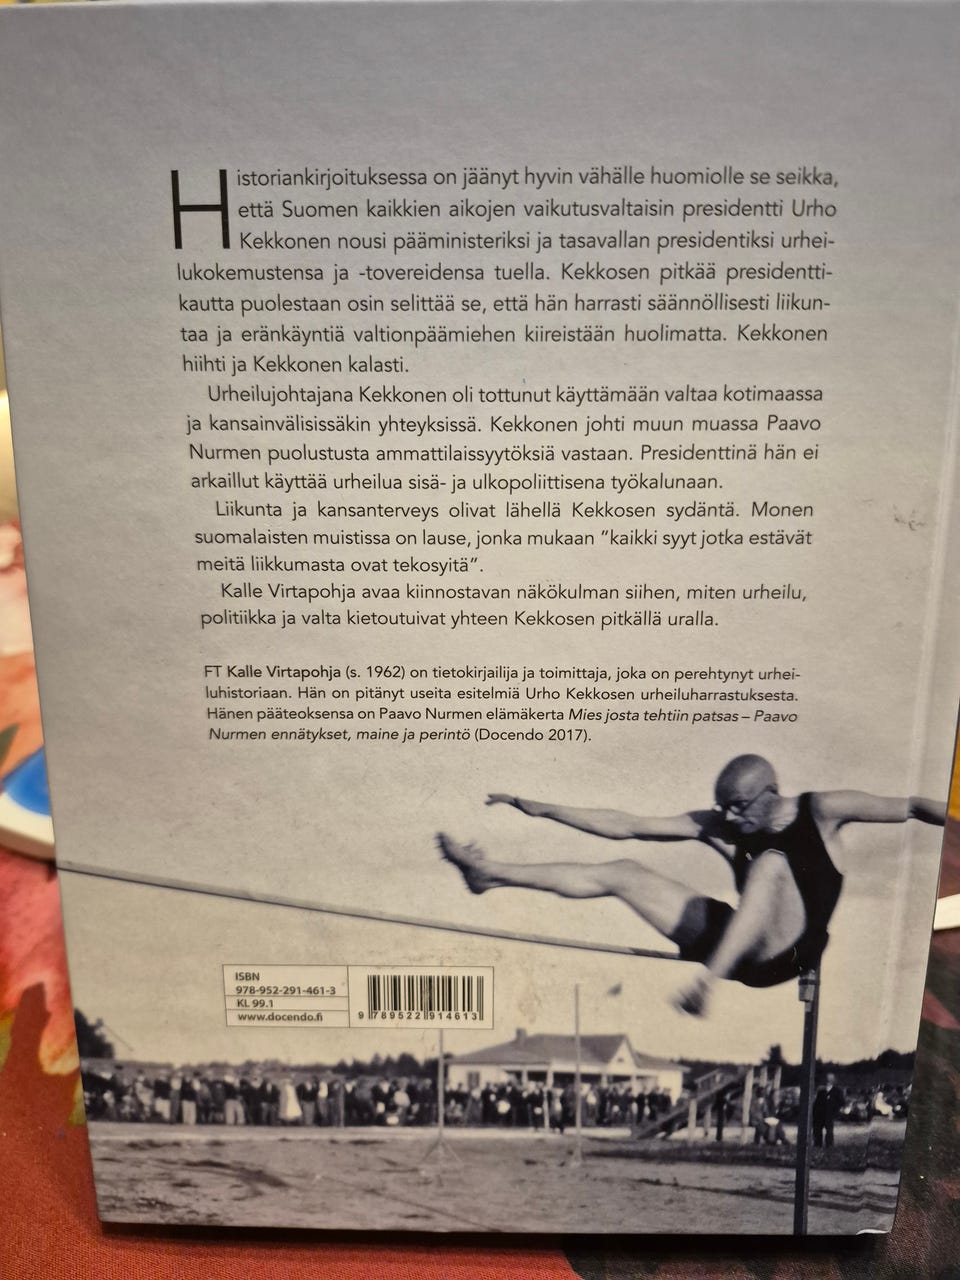 Historiankirjoituksessa on jäänyt hyvin vähälle huomiolle se seikka,
että Suomen kaikkien aikojen vaikutusvaltaisin presidentti Urho
Kekkonen nousi pääministeriksi ja tasavallan presidentiksi urhei-
lukokemustensa ja -tovereidensa tuella. Kekkosen pitkää presidentti-
kautta puolestaan osin selittää se, että hän harrasti säännöllisesti liikun-
taa ja eränkäyntiä valtionpäämiehen kiireistään huolimatta. Kekkonen
hiihti ja Kekkonen kalasti.
Urheilujohtajana Kekkonen oli tottunut käyttämään valtaa kotimaassa
ja kansainvälisissäkin yhteyksissä. Kekkonen johti muun muassa Paavo
Nurmen puolustusta ammattilaissyytöksiä vastaan. Presidenttinä hän ei
arkaillut käyttää urheilua sisä- ja ulkopoliittisena työkalunaan.
Liikunta ja kansanterveys olivat lähellä Kekkosen sydäntä. Monen
suomalaisten muistissa on lause, jonka mukaan ”kaikki syyt jotka estävät
meitä liikkumasta ovat tekosyitä”.
Kalle Virtapohja avaa kiinnostavan näkökulman siihen, miten urheilu,
politiikka ja valta kietoutuivat yhteen Kekkosen pitkällä uralla.
FT Kalle Virtapohja (s. 1962) on tietokirjailija ja toimittaja, joka on perehtynyt urhei-
luhistoriaan. Hän on pitänyt useita esitelmiä Urho Kekkosen urheiluharrastuksesta.
Hänen pääteoksensa on Paavo Nurmen elämäkerta Mies josta tehtiin patsas – Paavo
Nurmen ennätykset, maine ja perintö (Docendo 2017).
ISBN
978-952-291-461-3
KL 99.1
www.docendo.fi
9 789522 914613